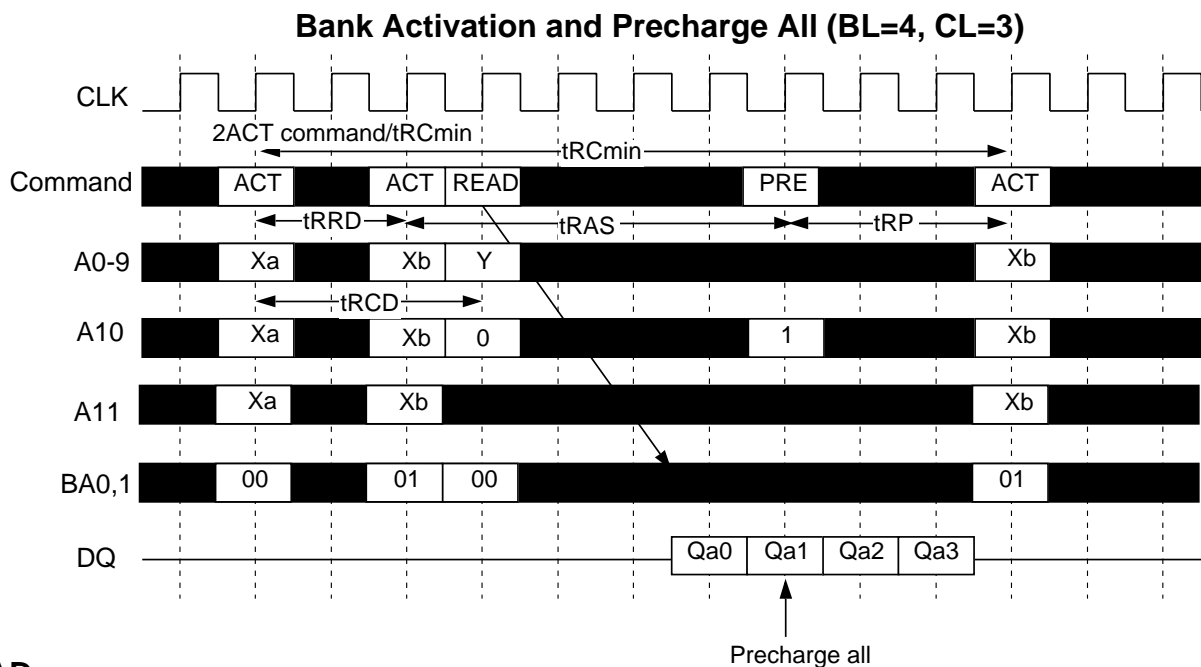 Bank Activation and Precharge All (BL=4, CL=3)
CLK
2ACT command/tRCmin
tRCmin
Command ACT ACT READ PRE ACT
tRRD tRAS tRP
A0-9 Xa Xb Y Xb
tRCD
A10 Xa Xb 0 1 Xb
A11 Xa Xb Xb
BA0,1 00 01 00 01
DQ Qa0 Qa1 Qa2 Qa3
Precharge all